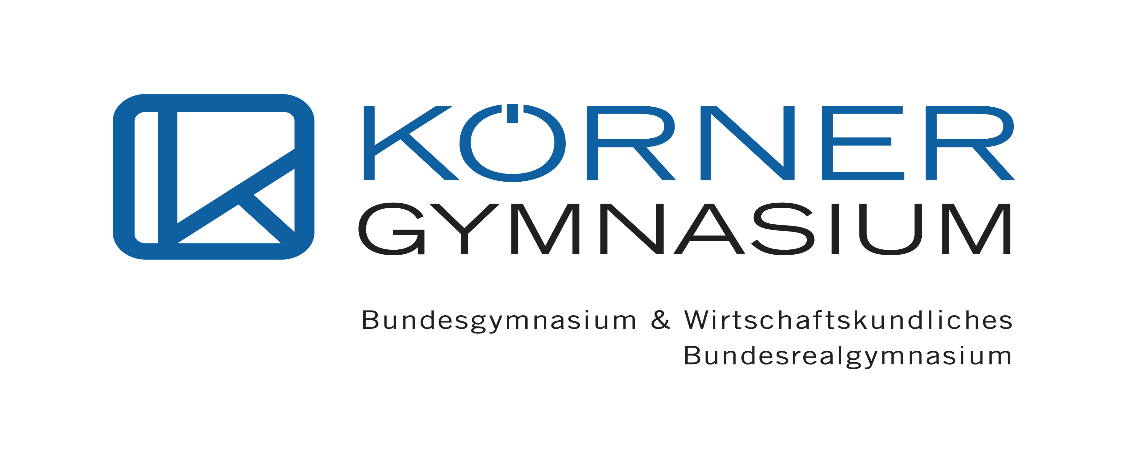 KÖRNER
GYMNASIUM
Bundesgymnasium & Wirtschaftskundliches
Bundesrealgymnasium